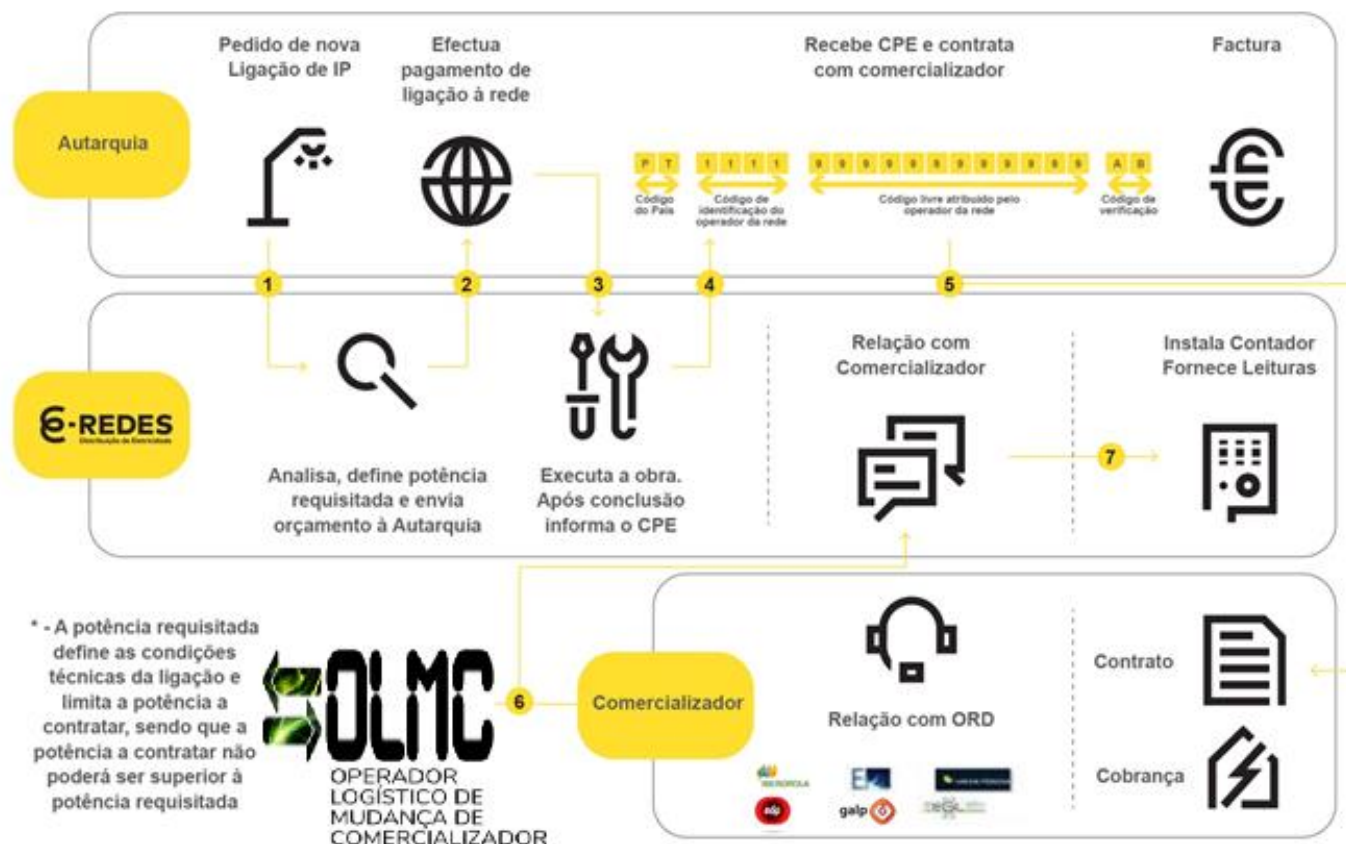 Pedido de nova
Ligação de IP
Efectua
pagamento de
ligação à rede
Recebe CPE e contrata
com comercializador
Factura
Autarquia
P T 1 1 1 1 9 9 9 9 9 9 9 9 9 9 9 9 A B
Código
do País
Código de
identificação do
operador da rede
Código livre atribuído pelo
operador da rede
Código de
verificação
1
2
3
4
5
E-REDES
Distribuição de Eletricidade
Relação com
Comercializador
Instala Contador
Fornece Leituras
7
Analisa, define potência
requisitada e envia
orçamento à Autarquia
Executa a obra.
Após conclusão
informa o CPE
* - A potência requisitada
define as condições
técnicas da ligação e
limita a potência a
contratar, sendo que a
potência a contratar não
poderá ser superior à
potência requisitada
OLMC
OPERADOR
LOGÍSTICO DE
MUDANÇA DE
COMERCIALIZADOR
6
Comercializador
Relação com ORD
Contrato
Cobrança
IBERDROLA
edp
galp